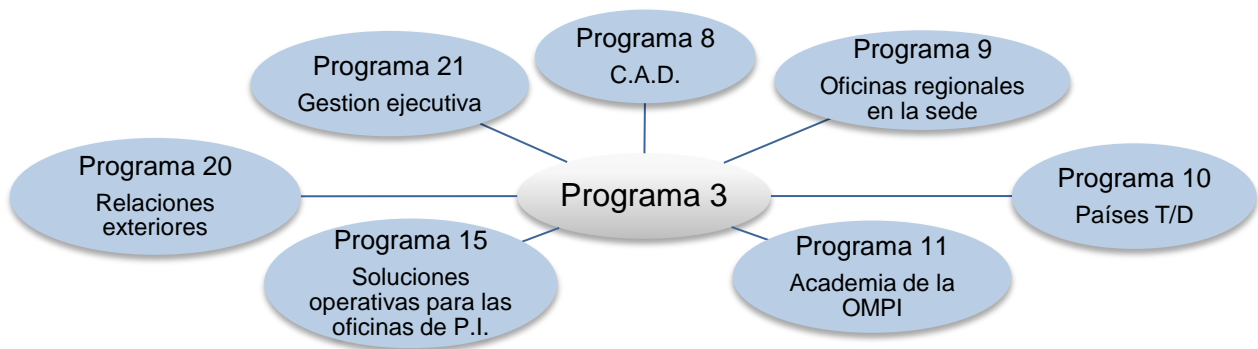 Programa 8
C.A.D.
Programa 9
Oficinas regionales
en la sede
Programa 21
Gestion ejecutiva
Programa 20
Relaciones
exteriores
Programa 3
Programa 10
Países T/D
Programa 15
Soluciones
operativas para las
oficinas de P.I.
Programa 11
Academia de la
OMPI